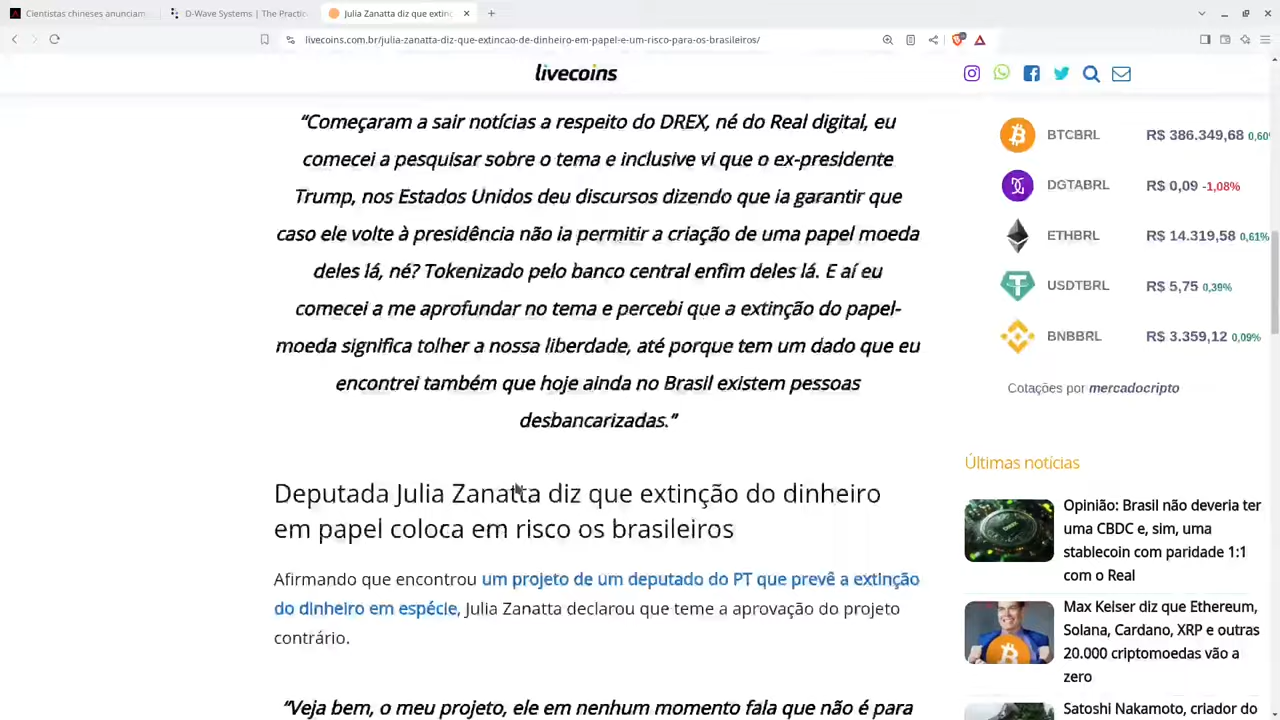 Cientistas chineses anunciam
D-Wave Systems | The Practic
Julia Zanatta diz que extinç
livecoins.com.br/julia-zanatta-diz-que-extincao-de-dinheiro-em-papel-e-um-risco-para-os-brasileiros/
livecoins
“Começaram a sair notícias a respeito do DREX, né do Real digital, eu
comecei a pesquisar sobre o tema e inclusive vi que o ex-presidente
Trump, nos Estados Unidos deu discursos dizendo que ia garantir que
caso ele volte à presidência não ia permitir a criação de uma papel moeda
deles lá, né? Tokenizado pelo banco central enfim deles lá. E aí eu
comecei a me aprofundar no tema e percebi que a extinção do papel-
moeda significa tolher a nossa liberdade, até porque tem um dado que eu
encontrei também que hoje ainda no Brasil existem pessoas
desbancarizadas.”
Deputada Julia Zanatta diz que extinção do dinheiro
em papel coloca em risco os brasileiros
Afirmando que encontrou um projeto de um deputado do PT que prevê a extinção
do dinheiro em espécie, Julia Zanatta declarou que teme a aprovação do projeto
contrário.
“Veja bem, o meu projeto, ele em nenhum momento fala que não é para
BTCBRL R$ 386.349,68 0,60
DGTABRL R$ 0,09 -1,08%
ETHBRL R$ 14.319,58 0,61%
USDTBRL R$ 5,75 0,39%
BNBBRL R$ 3.359,12 0,09%
Cotações por mercadocripto
Últimas notícias
Opinião: Brasil não deveria ter
uma CBDC e, sim, uma
stablecoin com paridade 1:1
com o Real
Max Keiser diz que Ethereum,
Solana, Cardano, XRP e outras
20.000 criptomoedas vão a
zero
Satoshi Nakamoto, criador do